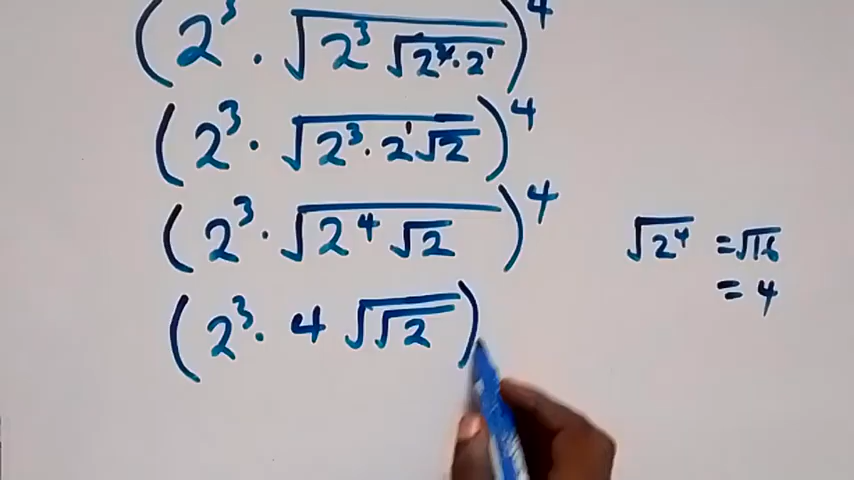 (2³ · √(2³ √(2² · 2¹)))⁴
(2³ · √(2³ · 2¹√2))⁴
(2³ · √(2⁴ √2))⁴
√2⁴ = √16
= 4
(2³ · 4 √√2)